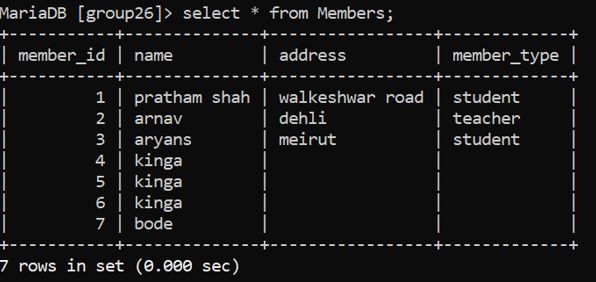 MariaDB [group26]> select * from Members;
+-----------+--------------+-----------------+-------------+
| member_id | name         | address         | member_type |
+-----------+--------------+-----------------+-------------+
|         1 | pratham shah | walkeshwar road | student     |
|         2 | arnav        | dehli           | teacher     |
|         3 | aryans       | meirut          | student     |
|         4 | kinga        |                 |             |
|         5 | kinga        |                 |             |
|         6 | kinga        |                 |             |
|         7 | bode         |                 |             |
+-----------+--------------+-----------------+-------------+
7 rows in set (0.000 sec)